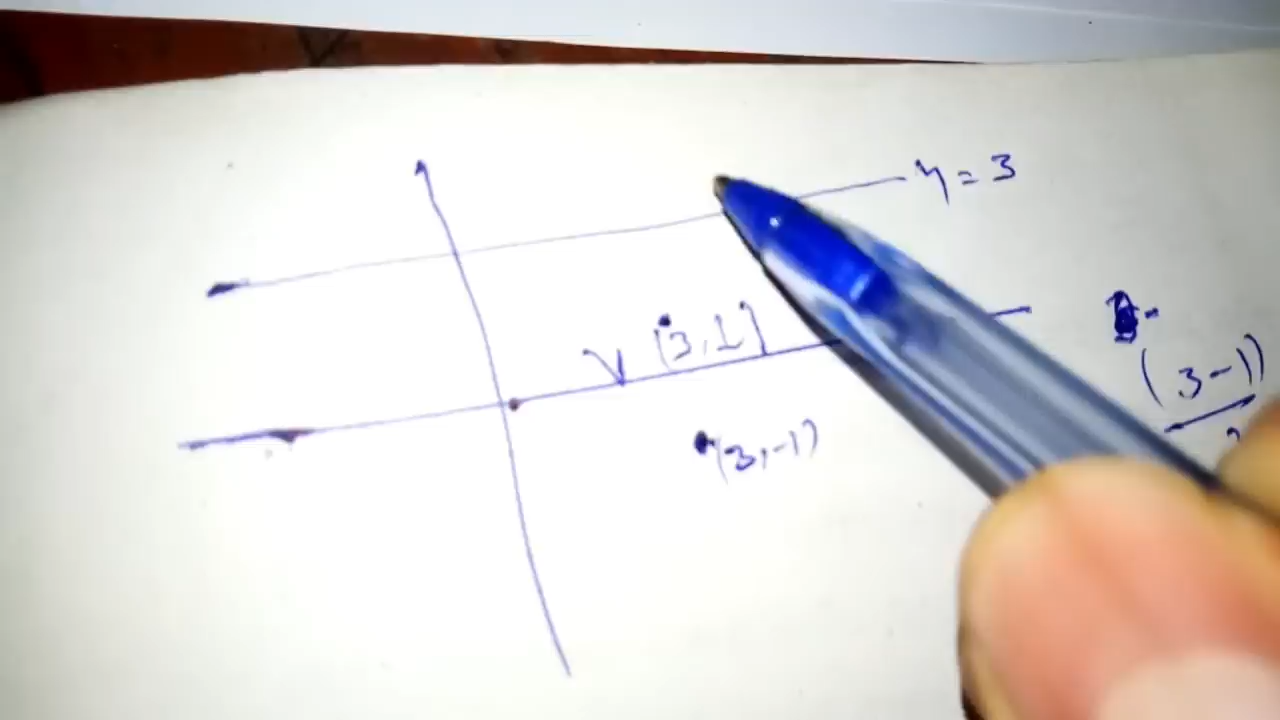 y = 3
V (3, 1)
(3, -1)
(3 - 1)